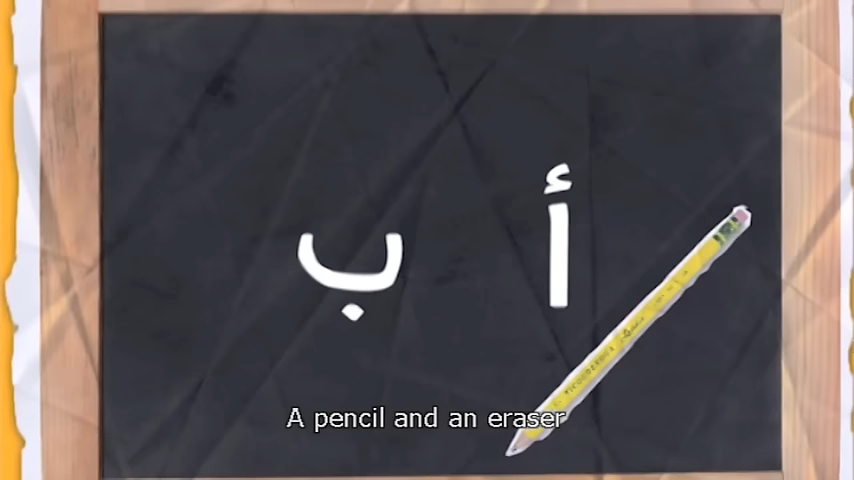 أ ب
A pencil and an eraser